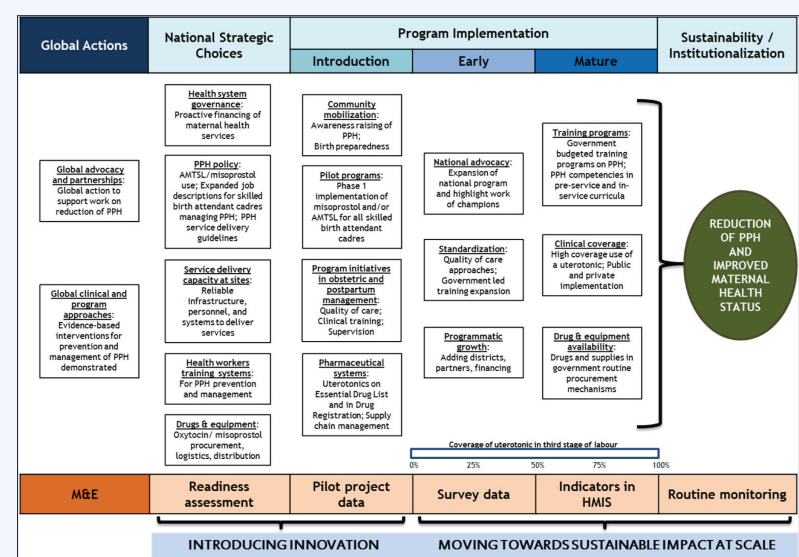 Global Actions
National Strategic
Choices
Program Implementation
Introduction
Early
Mature
Sustainability /
Institutionalization
Global advocacy
and partnerships:
Global action to
support work on
reduction of PPH
Global clinical and
program
approaches:
Evidence-based
interventions for
prevention and
management of PPH
demonstrated
Health system
governance:
Proactive financing of
maternal health
services
PPH policy:
AMTSL/misoprostol
use; Expanded job
descriptions for skilled
birth attendant cadres
managing PPH; PPH
service delivery
guidelines
Service delivery
capacity at sites:
Reliable
infrastructure,
personnel, and
systems to deliver
services
Health workers
training systems:
For PPH prevention
and management
Drugs & equipment:
Oxytocin/ misoprostol
procurement,
logistics, distribution
Community
mobilization:
Awareness raising of
PPH;
Birth preparedness
Pilot programs:
Phase 1
implementation of
misoprostol and/or
AMTSL for all skilled
birth attendant
cadres
Program initiatives
in obstetric and
postpartum
management:
Quality of care;
Clinical training;
Supervision
Pharmaceutical
systems:
Uterotonics on
Essential Drug List
and in Drug
Registration; Supply
chain management
National advocacy:
Expansion of
national program
and highlight work
of champions
Standardization:
Quality of care
approaches;
Government led
training expansion
Programmatic
growth:
Adding districts,
partners, financing
Training programs:
Government
budgeted training
programs on PPH;
PPH competencies in
pre-service and in-
service curricula
Clinical coverage:
High coverage use of
a uterotonic; Public
and private
implementation
Drug & equipment
availability:
Drugs and supplies in
government routine
procurement
mechanisms
REDUCTION
OF PPH
AND
IMPROVED
MATERNAL
HEALTH
STATUS
Coverage of uterotonic in third stage of labour
0% 25% 50% 75% 100%
M&E
Readiness
assessment
Pilot project
data
Survey data
Indicators in
HMIS
Routine monitoring
INTRODUCING INNOVATION
MOVING TOWARDS SUSTAINABLE IMPACT AT SCALE